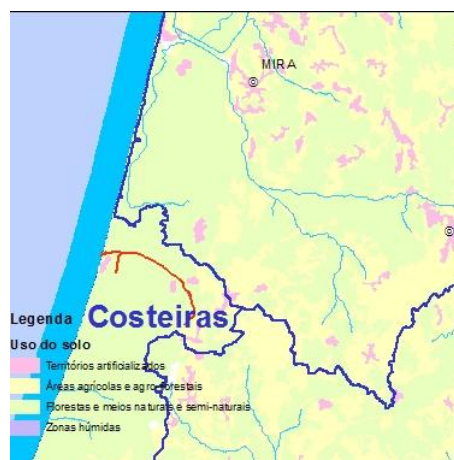 MIRA
Costeiras
Legenda
Uso do solo
Territórios artificializados
Áreas agrícolas e agro-florestais
Florestas e meios naturais e semi-naturais
Zonas húmidas